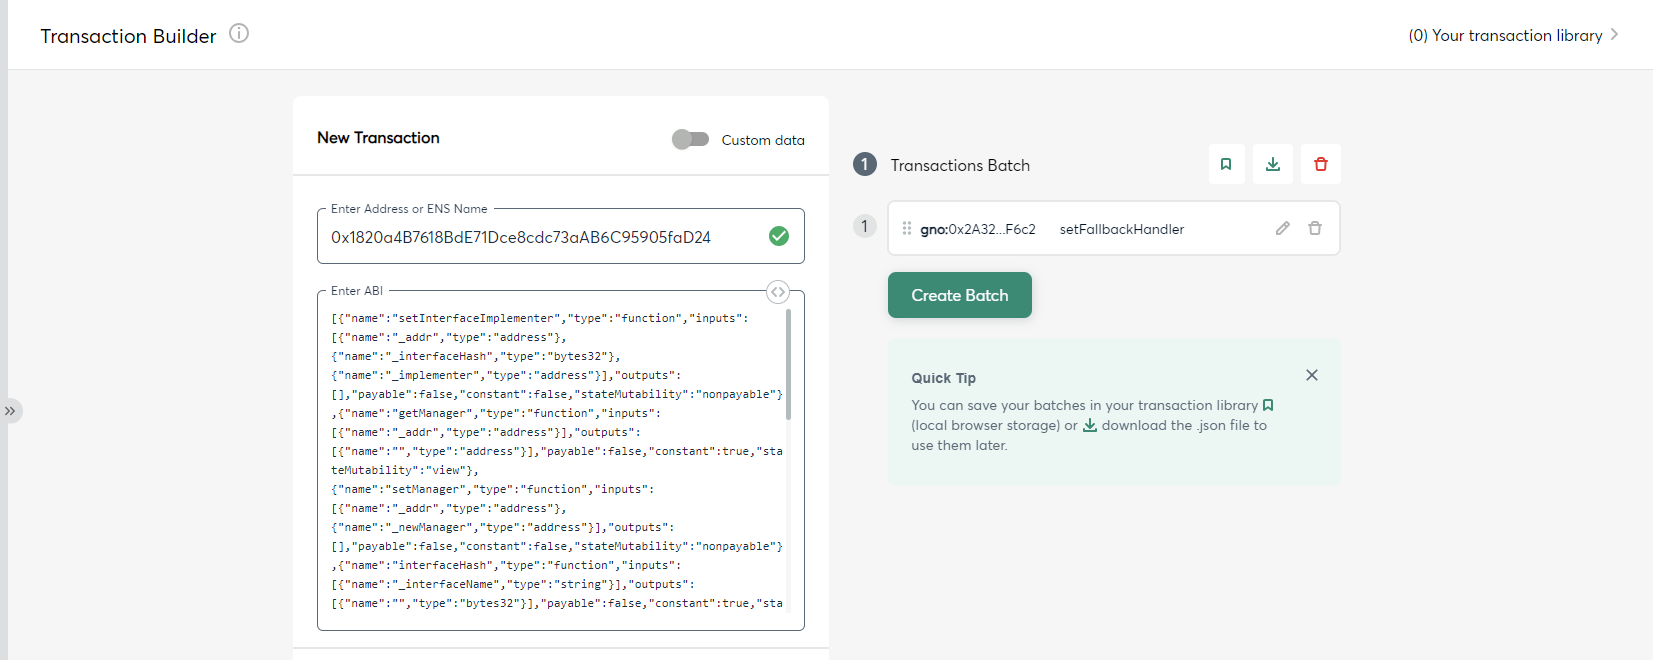 Transaction Builder
(0) Your transaction library
New Transaction
Custom data
Enter Address or ENS Name
0x1820a4B7618BdE71Dce8cdc73aAB6C95905faD24
Enter ABI
[{"name":"setInterfaceImplementer","type":"function","inputs":
[{"name":"_addr","type":"address"},
{"name":"_interfaceHash","type":"bytes32"},
{"name":"_implementer","type":"address"}],"outputs":
[],"payable":false,"constant":false,"stateMutability":"nonpayable"}
,{"name":"getManager","type":"function","inputs":
[{"name":"_addr","type":"address"}],"outputs":
[{"name":"","type":"address"}],"payable":false,"constant":true,"sta
teMutability":"view"},
{"name":"setManager","type":"function","inputs":
[{"name":"_addr","type":"address"},
{"name":"_newManager","type":"address"}],"outputs":
[],"payable":false,"constant":false,"stateMutability":"nonpayable"}
,{"name":"interfaceHash","type":"function","inputs":
[{"name":"_interfaceName","type":"string"}],"outputs":
[{"name":"","type":"bytes32"}],"payable":false,"constant":true,"sta
1 Transactions Batch
1 gno:0x2A32...F6c2 setFallbackHandler
Create Batch
Quick Tip
You can save your batches in your transaction library
(local browser storage) or download the .json file to
use them later.